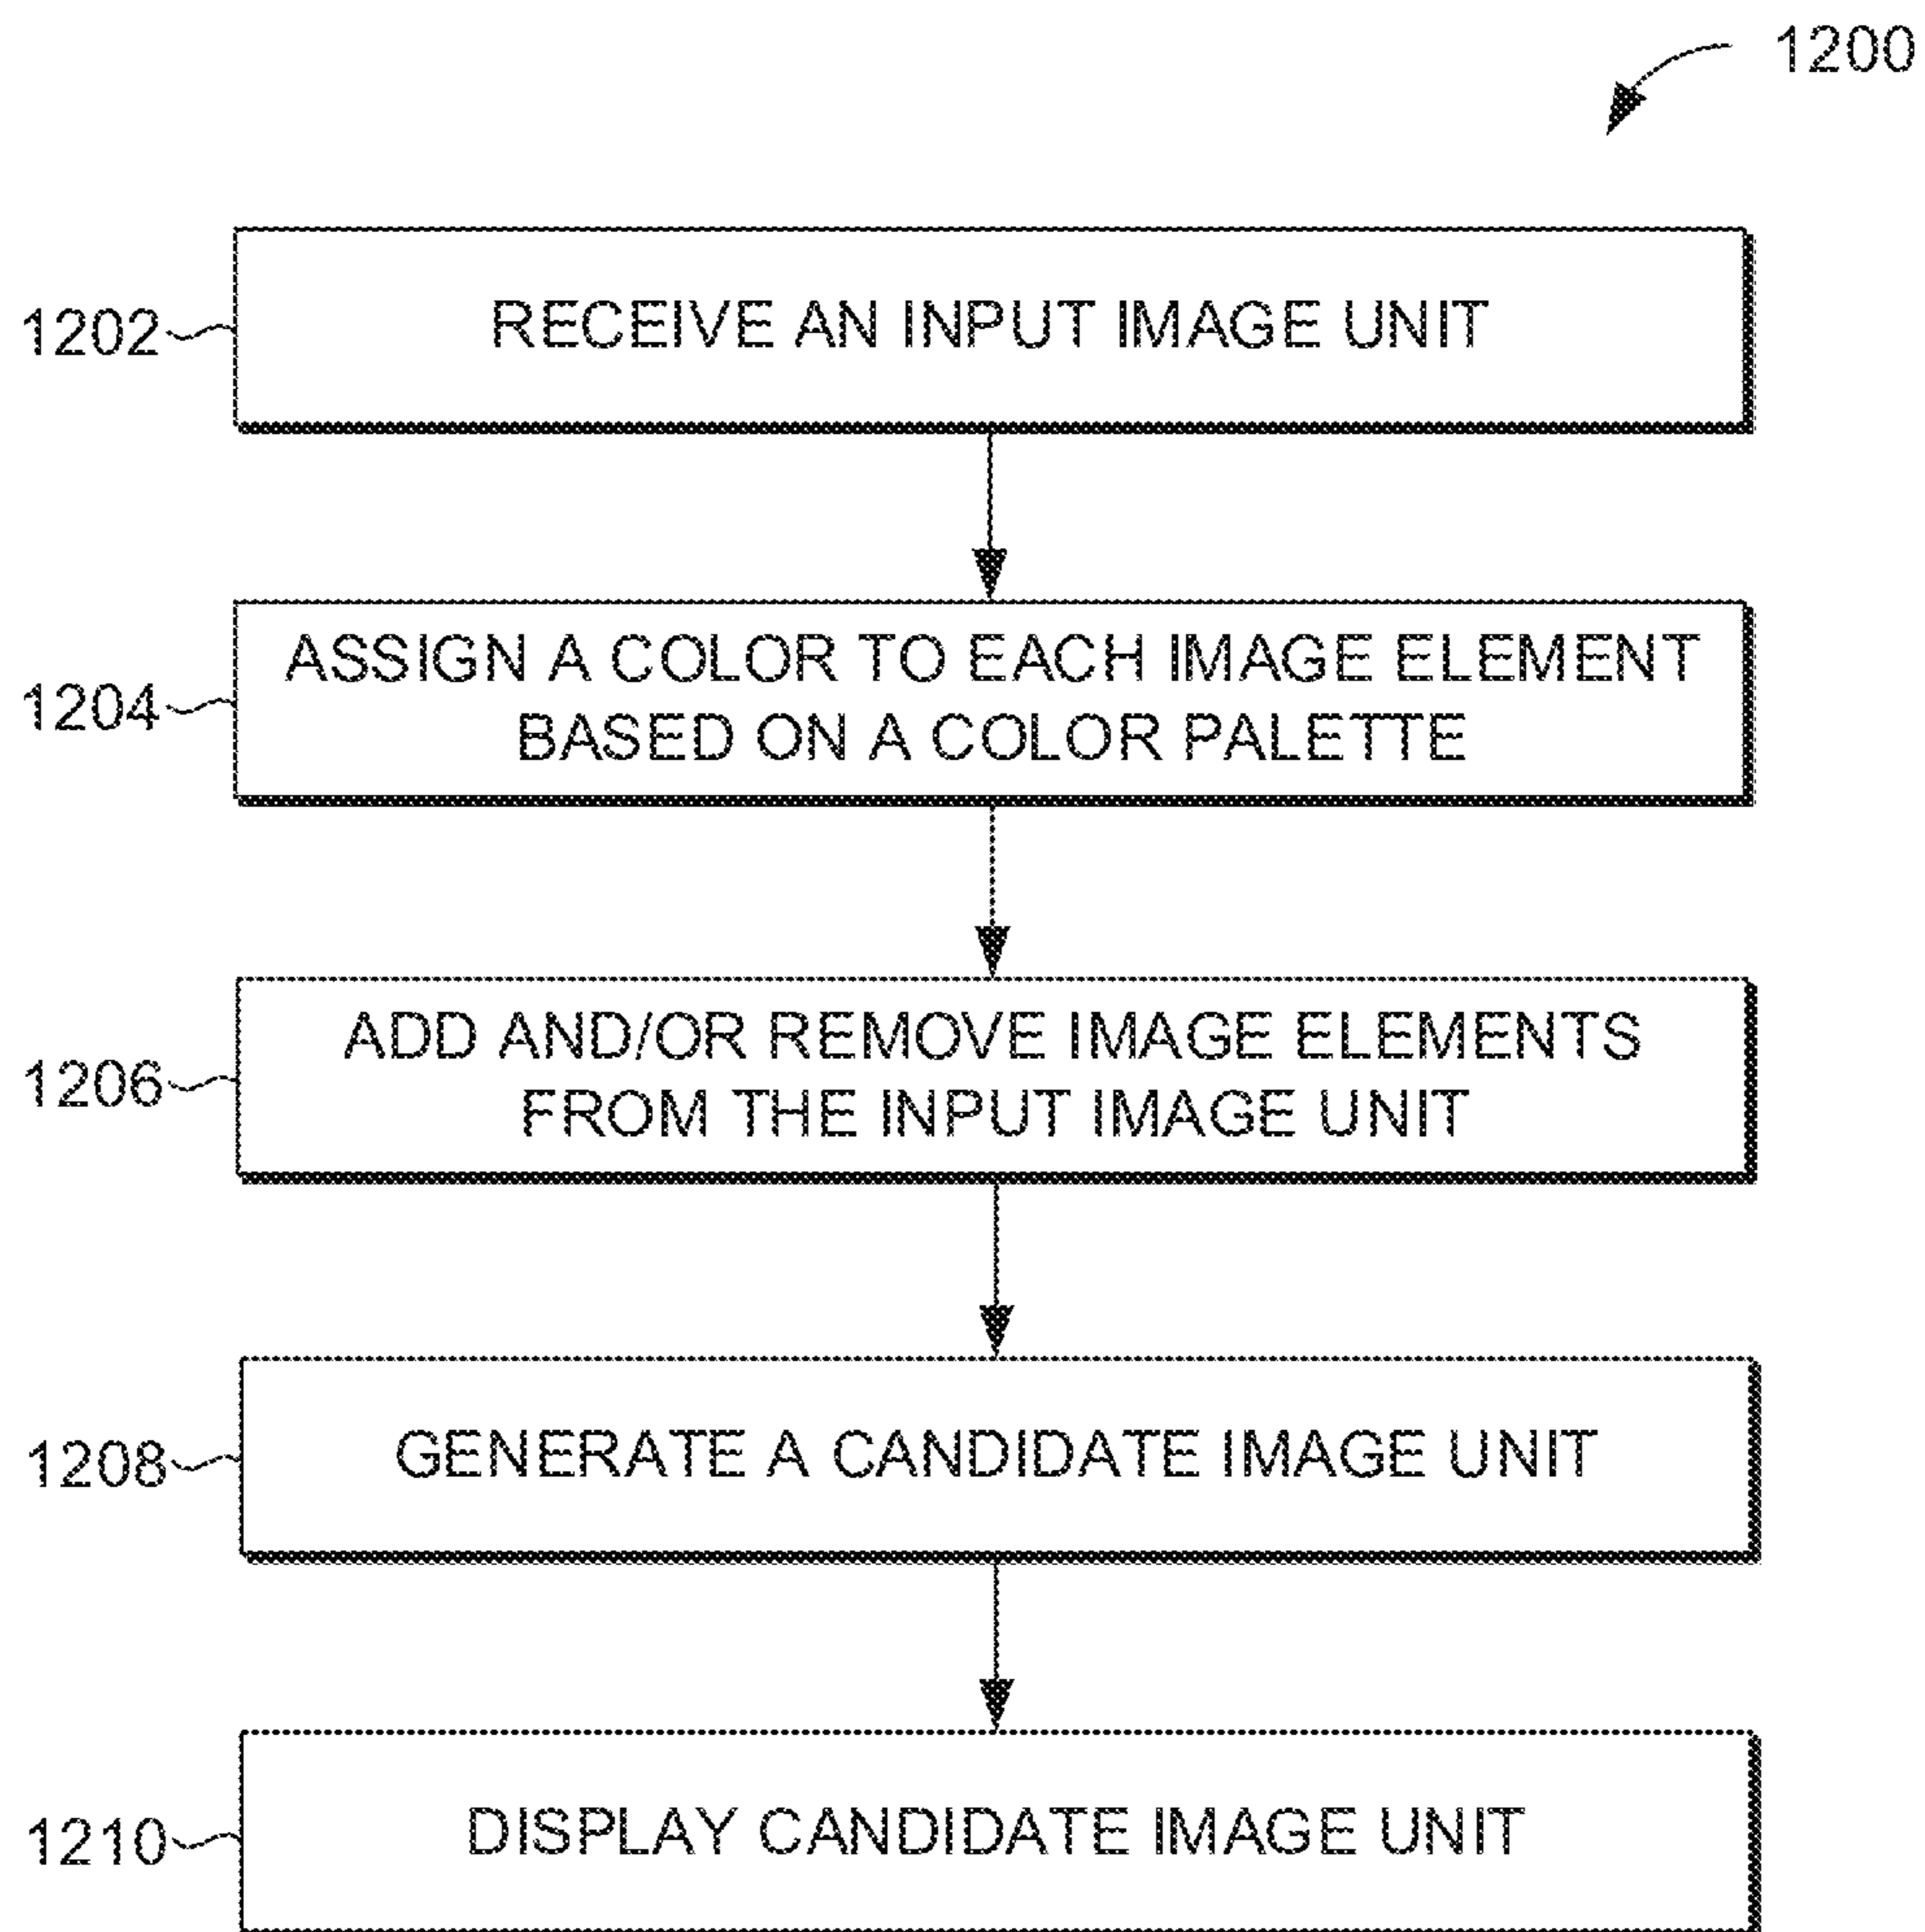 1200
1202
RECEIVE AN INPUT IMAGE UNIT
1204
ASSIGN A COLOR TO EACH IMAGE ELEMENT
BASED ON A COLOR PALETTE
1206
ADD AND/OR REMOVE IMAGE ELEMENTS
FROM THE INPUT IMAGE UNIT
1208
GENERATE A CANDIDATE IMAGE UNIT
1210
DISPLAY CANDIDATE IMAGE UNIT